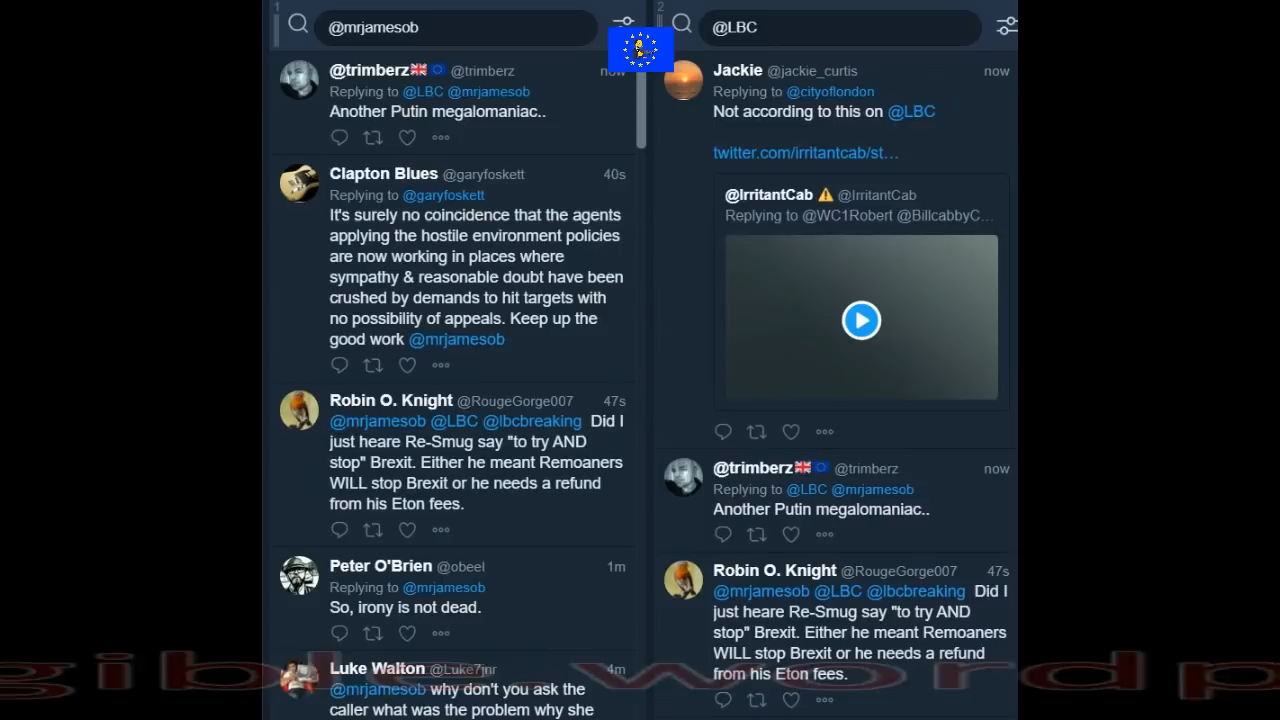 1
@mrjamesob
@trimberz🇬🇧🇪🇺 @trimberz now
Replying to @LBC @mrjamesob
Another Putin megalomaniac..
Clapton Blues @garyfoskett 40s
Replying to @garyfoskett
It's surely no coincidence that the agents
applying the hostile environment policies
are now working in places where
sympathy & reasonable doubt have been
crushed by demands to hit targets with
no possibility of appeals. Keep up the
good work @mrjamesob
Robin O. Knight @RougeGorge007 47s
@mrjamesob @LBC @lbcbreaking Did I
just heare Re-Smug say "to try AND
stop" Brexit. Either he meant Remoaners
WILL stop Brexit or he needs a refund
from his Eton fees.
Peter O'Brien @obeel 1m
Replying to @mrjamesob
So, irony is not dead.
Luke Walton @Luke7jnr 4m
@mrjamesob why don't you ask the
caller what was the problem why she
2
@LBC
Jackie @jackie_curtis now
Replying to @cityoflondon
Not according to this on @LBC
twitter.com/irritantcab/st…
@IrritantCab ⚠️ @IrritantCab
Replying to @WC1Robert @BillcabbyC…
@trimberz🇬🇧🇪🇺 @trimberz now
Replying to @LBC @mrjamesob
Another Putin megalomaniac..
Robin O. Knight @RougeGorge007 47s
@mrjamesob @LBC @lbcbreaking Did I
just heare Re-Smug say "to try AND
stop" Brexit. Either he meant Remoaners
WILL stop Brexit or he needs a refund
from his Eton fees.